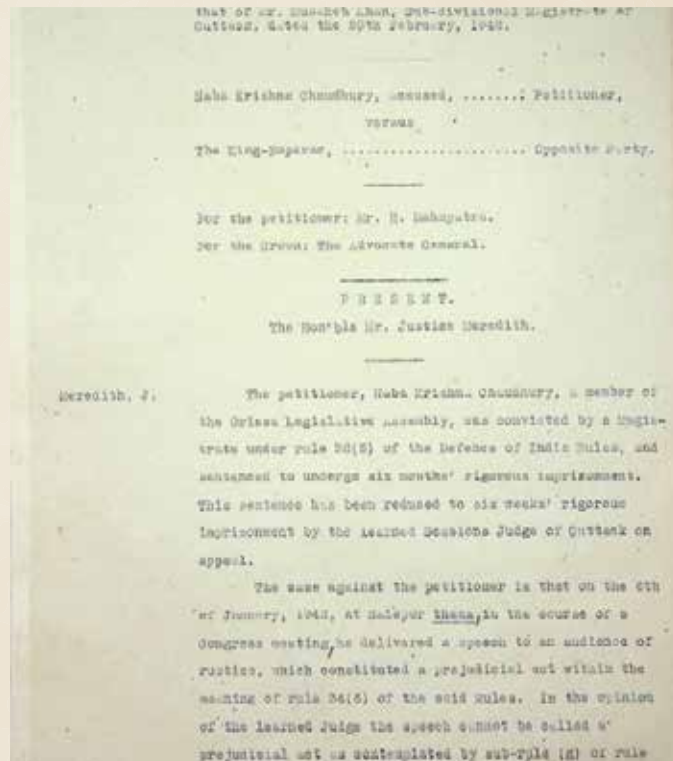 that of Mr. Khan, Sub-divisional Magistrate of
Cuttack, dated the 20th February, 1942.
Naba Krishna Chaudhury, accused, .......; Petitioner,
versus
The King-Emperor, ........................ Opposite Party.
For the petitioner: Mr. Mahapatra.
For the Crown: The Advocate General.
PRESENT.
The Hon'ble Mr. Justice Meredith.
Meredith, J.
The petitioner, Naba Krishna Chaudhury, a member of
the Orissa Legislative Assembly, was convicted by a Magis-
trate under rule of the Defence of India Rules, and
sentenced to undergo six months' rigorous imprisonment.
This sentence has been reduced to six weeks' rigorous
imprisonment by the learned Sessions Judge of Cuttack on
appeal.
The case against the petitioner is that on the 6th
of January, at Salepur thana, in the course of a
Congress meeting, he delivered a speech to an audience of
rustics, which constituted a prejudicial act within the
meaning of rule of the said Rules. In the opinion
of the learned Judge the speech cannot be called a
prejudicial act as contemplated by sub-rule (g) of rule